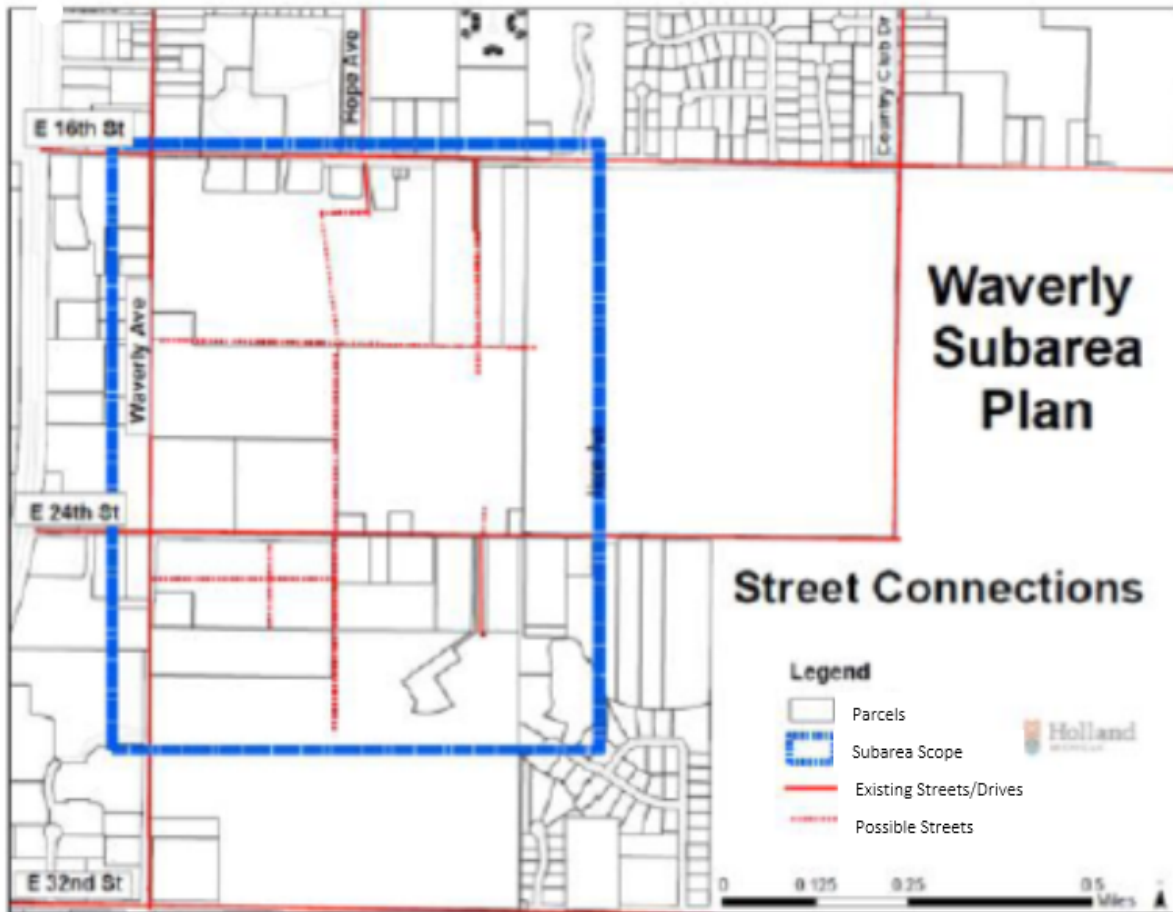 Hope Ave
Country Club Dr
E 16th St
Waverly Ave
E 24th St
E 32nd St
Waverly
Subarea
Plan
Street Connections
Legend
Parcels
Subarea Scope
Existing Streets/Drives
Possible Streets
Holland
0 0.125 0.25 0.5
Miles